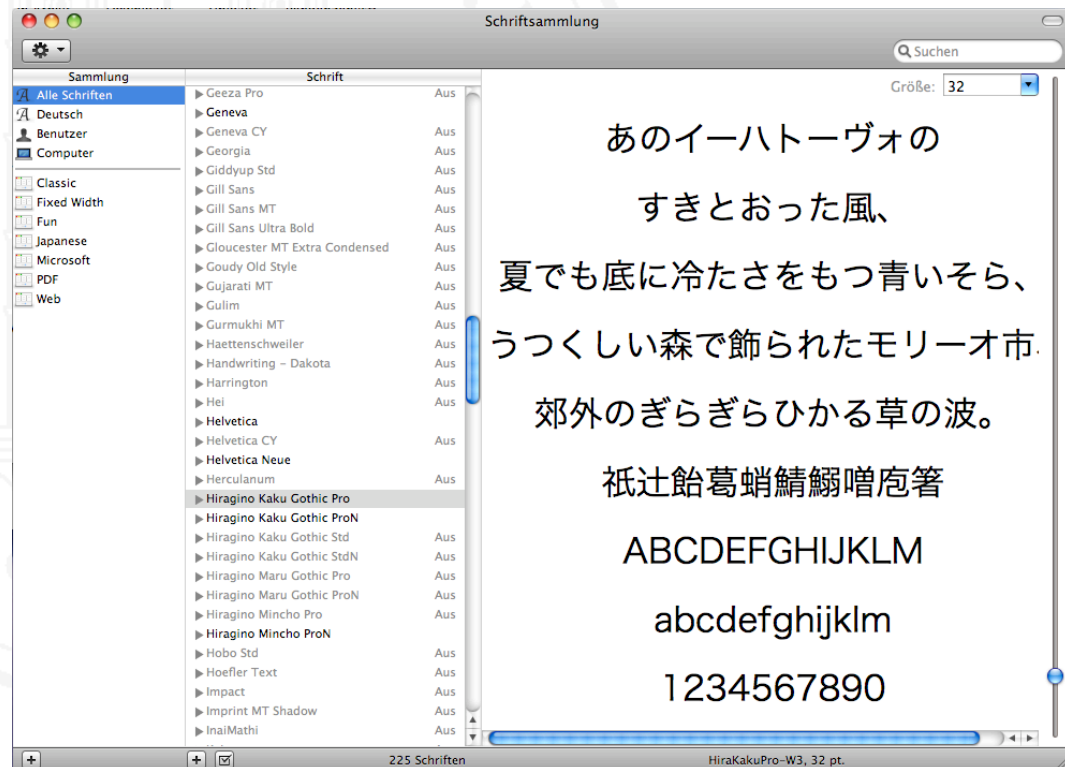 Schriftsammlung
Suchen
Sammlung
Alle Schriften
Deutsch
Benutzer
Computer
Classic
Fixed Width
Fun
Japanese
Microsoft
PDF
Web
Schrift
Geeza Pro Aus
Geneva
Geneva CY Aus
Georgia Aus
Giddyup Std Aus
Gill Sans Aus
Gill Sans MT Aus
Gill Sans Ultra Bold Aus
Gloucester MT Extra Condensed Aus
Goudy Old Style Aus
Gujarati MT Aus
Gulim Aus
Gurmukhi MT Aus
Haettenschweiler Aus
Handwriting – Dakota Aus
Harrington Aus
Hei Aus
Helvetica
Helvetica CY Aus
Helvetica Neue
Herculanum Aus
Hiragino Kaku Gothic Pro
Hiragino Kaku Gothic ProN
Hiragino Kaku Gothic Std Aus
Hiragino Kaku Gothic StdN Aus
Hiragino Maru Gothic Pro Aus
Hiragino Maru Gothic ProN Aus
Hiragino Mincho Pro Aus
Hiragino Mincho ProN
Hobo Std Aus
Hoefler Text Aus
Impact Aus
Imprint MT Shadow Aus
InaiMathi Aus
Größe: 32
あのイーハトーヴォの
すきとおった風、
夏でも底に冷たさをもつ青いそら、
うつくしい森で飾られたモリーオ市、
郊外のぎらぎらひかる草の波。
祇辻飴葛蛸鯖鰯噌庖箸
ABCDEFGHIJKLM
abcdefghijklm
1234567890
225 Schriften
HiraKakuPro-W3, 32 pt.